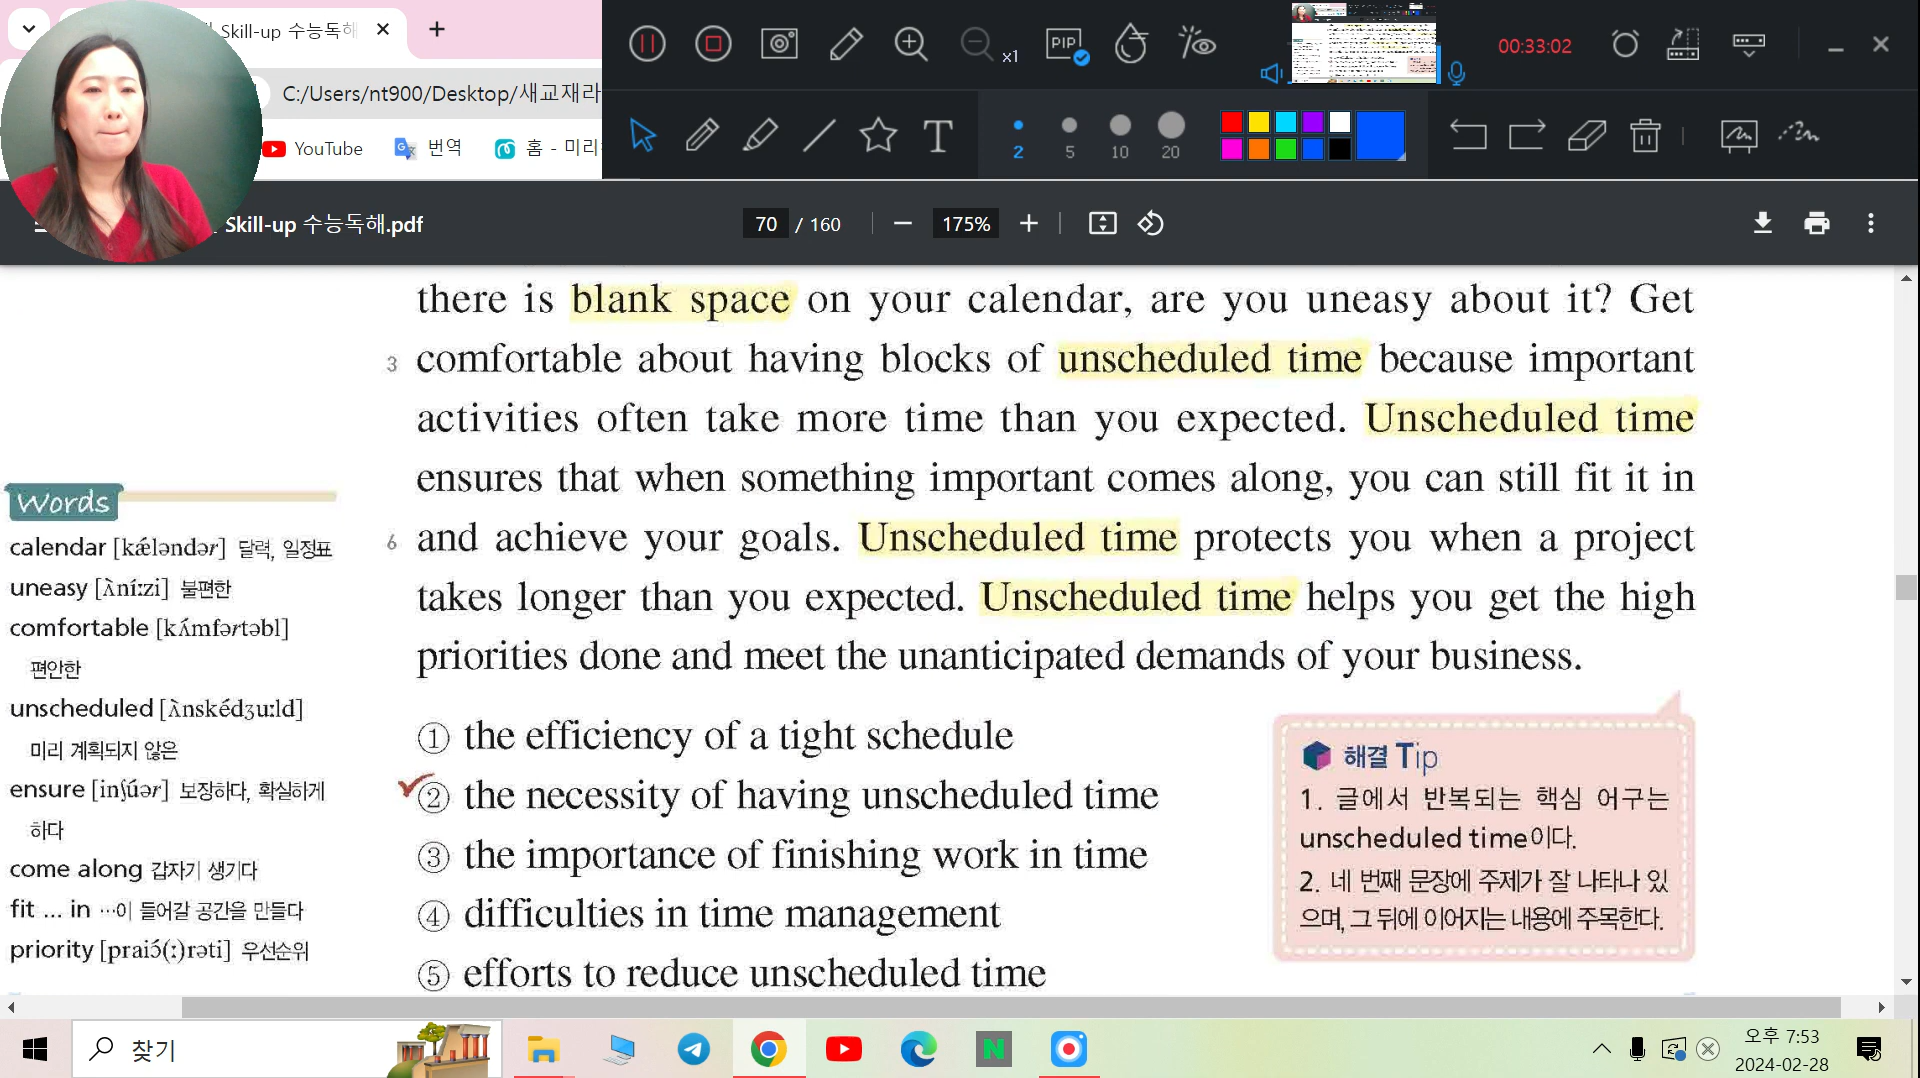 Skill-up 수능독해
x1
PIP
00:33:02
C:/Users/nt900/Desktop/새교재라
YouTube
번역
홈 - 미리
T
2
5
10
20
Skill-up 수능독해.pdf
70 / 160
175%
there is blank space on your calendar, are you uneasy about it? Get
3 comfortable about having blocks of unscheduled time because important
activities often take more time than you expected. Unscheduled time
ensures that when something important comes along, you can still fit it in
6 and achieve your goals. Unscheduled time protects you when a project
takes longer than you expected. Unscheduled time helps you get the high
priorities done and meet the unanticipated demands of your business.
① the efficiency of a tight schedule
② the necessity of having unscheduled time
③ the importance of finishing work in time
④ difficulties in time management
⑤ efforts to reduce unscheduled time
Words
calendar [kǽləndər] 달력, 일정표
uneasy [ʌ̀níːzi] 불편한
comfortable [kʌ́mfərtəbl]
편안한
unscheduled [ʌ̀nskédʒuːld]
미리 계획되지 않은
ensure [inʃúər] 보장하다, 확실하게
하다
come along 갑자기 생기다
fit ... in …이 들어갈 공간을 만들다
priority [praiɔ́(ː)rəti] 우선순위
해결 Tip
1. 글에서 반복되는 핵심 어구는
unscheduled time이다.
2. 네 번째 문장에 주제가 잘 나타나 있
으며, 그 뒤에 이어지는 내용에 주목한다.
찾기
N
오후 7:53
2024-02-28